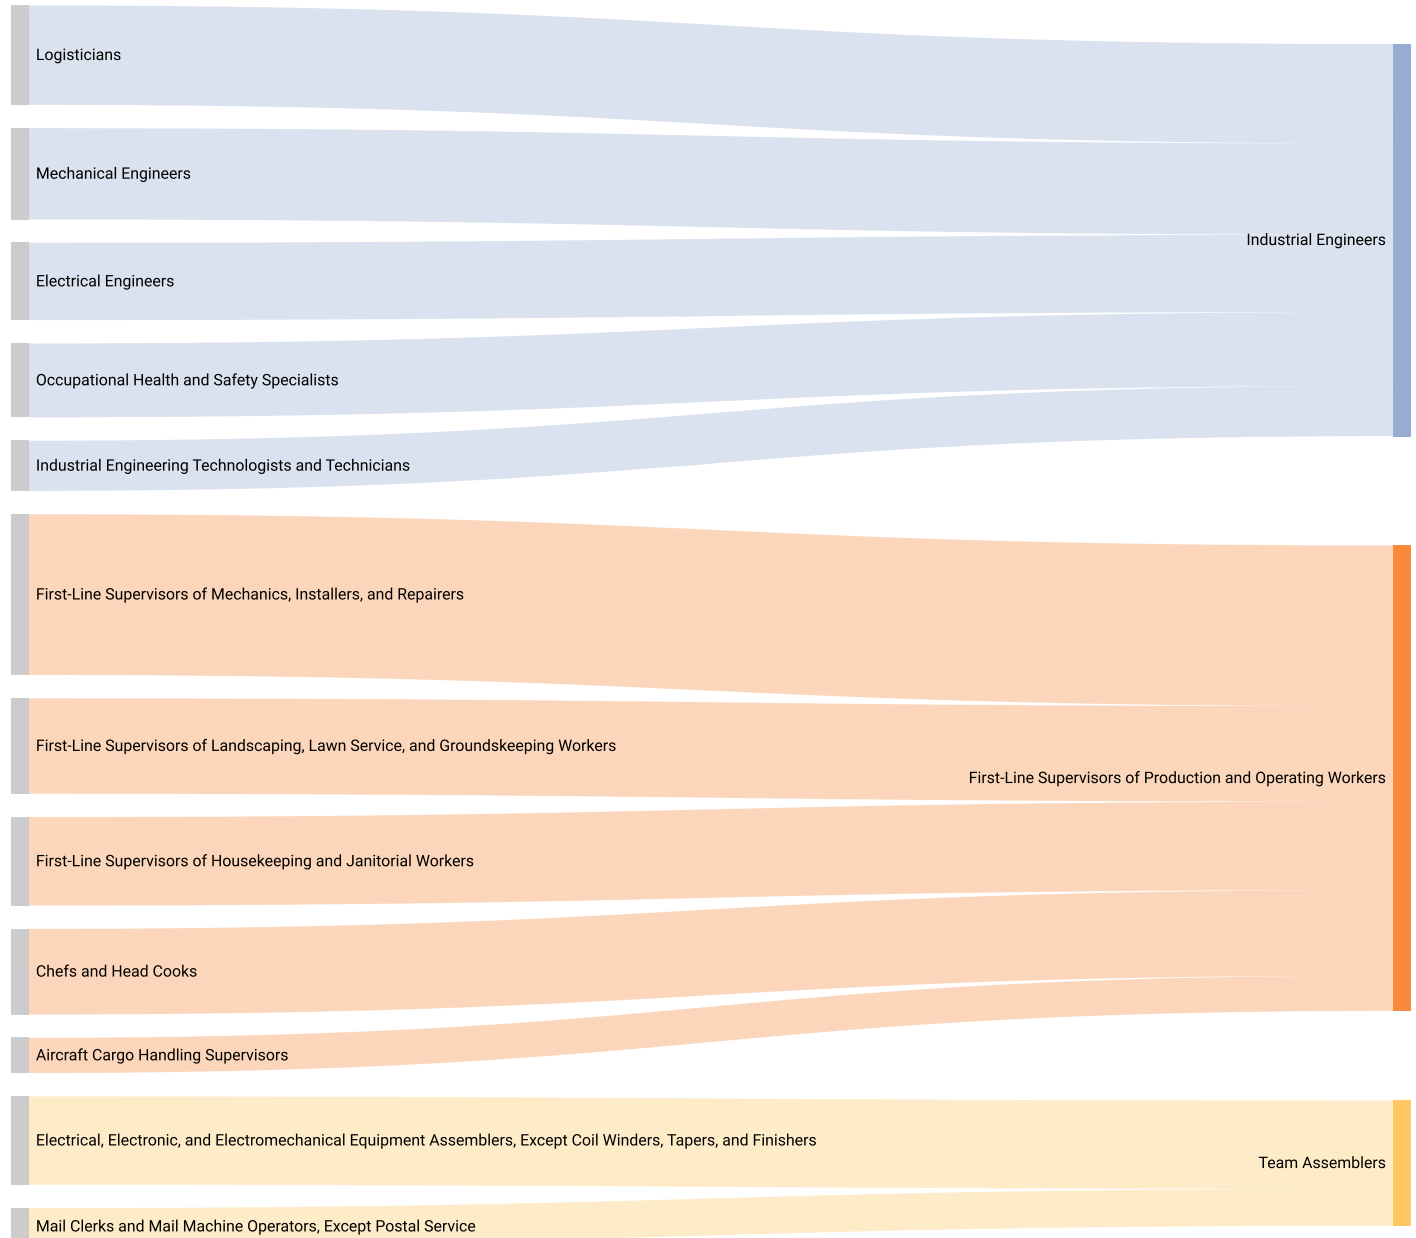 Logisticians
Mechanical Engineers
Industrial Engineers
Electrical Engineers
Occupational Health and Safety Specialists
Industrial Engineering Technologists and Technicians
First-Line Supervisors of Mechanics, Installers, and Repairers
First-Line Supervisors of Landscaping, Lawn Service, and Groundskeeping Workers
First-Line Supervisors of Production and Operating Workers
First-Line Supervisors of Housekeeping and Janitorial Workers
Chefs and Head Cooks
Aircraft Cargo Handling Supervisors
Electrical, Electronic, and Electromechanical Equipment Assemblers, Except Coil Winders, Tapers, and Finishers
Team Assemblers
Mail Clerks and Mail Machine Operators, Except Postal Service